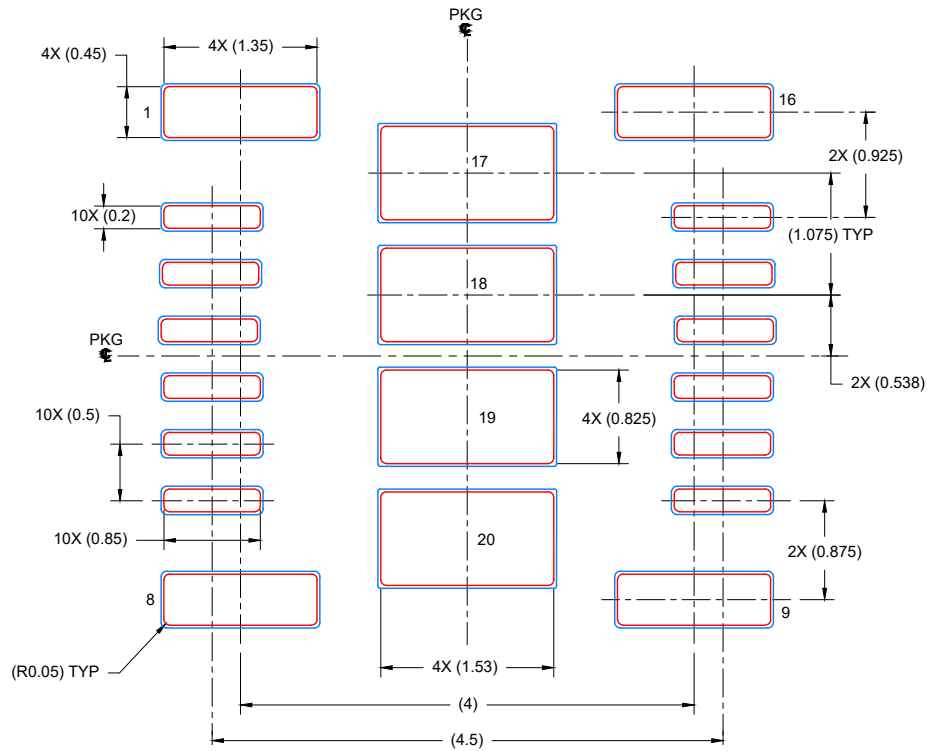 PKG
4X (1.35)
4X (0.45)
1
16
17
2X (0.925)
10X (0.2)
(1.075) TYP
18
PKG
2X (0.538)
10X (0.5)
19
4X (0.825)
10X (0.85)
20
2X (0.875)
8
9
(R0.05) TYP
4X (1.53)
(4)
(4.5)